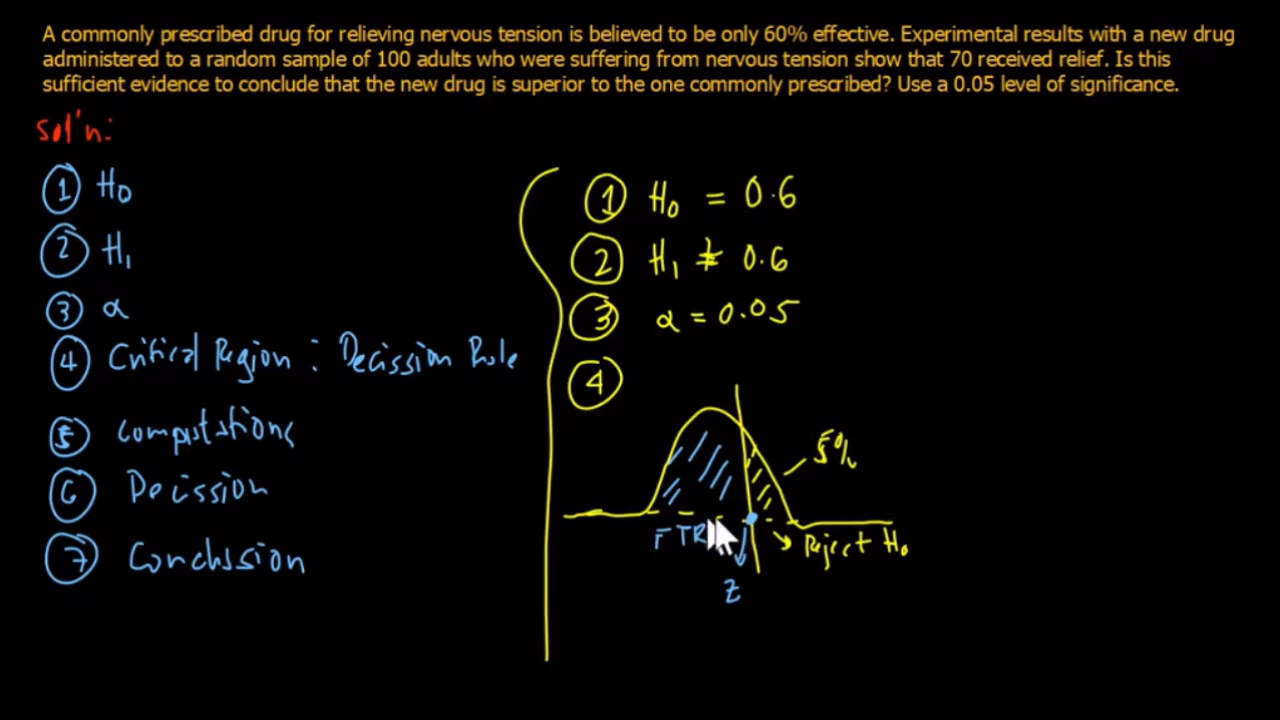 A commonly prescribed drug for relieving nervous tension is believed to be only 60% effective. Experimental results with a new drug
administered to a random sample of 100 adults who were suffering from nervous tension show that 70 received relief. Is this
sufficient evidence to conclude that the new drug is superior to the one commonly prescribed? Use a 0.05 level of significance.
Sol'n:
① H₀
② H₁
③ α
④ Critical Region : Decission Rule
⑤ Computations
⑥ Decission
⑦ Conclusion
① H₀ = 0.6
② H₁ ≠ 0.6
③ α = 0.05
④
5%
FTR
Reject H₀
Z